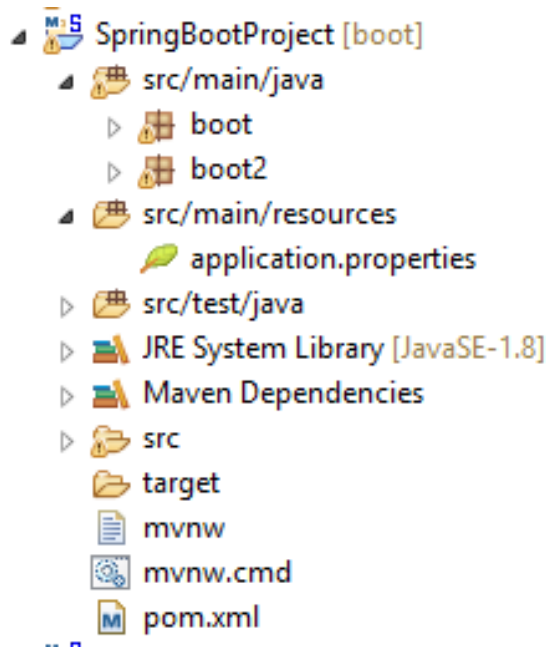 SpringBootProject [boot]
src/main/java
boot
boot2
src/main/resources
application.properties
src/test/java
JRE System Library [JavaSE-1.8]
Maven Dependencies
src
target
mvnw
mvnw.cmd
pom.xml